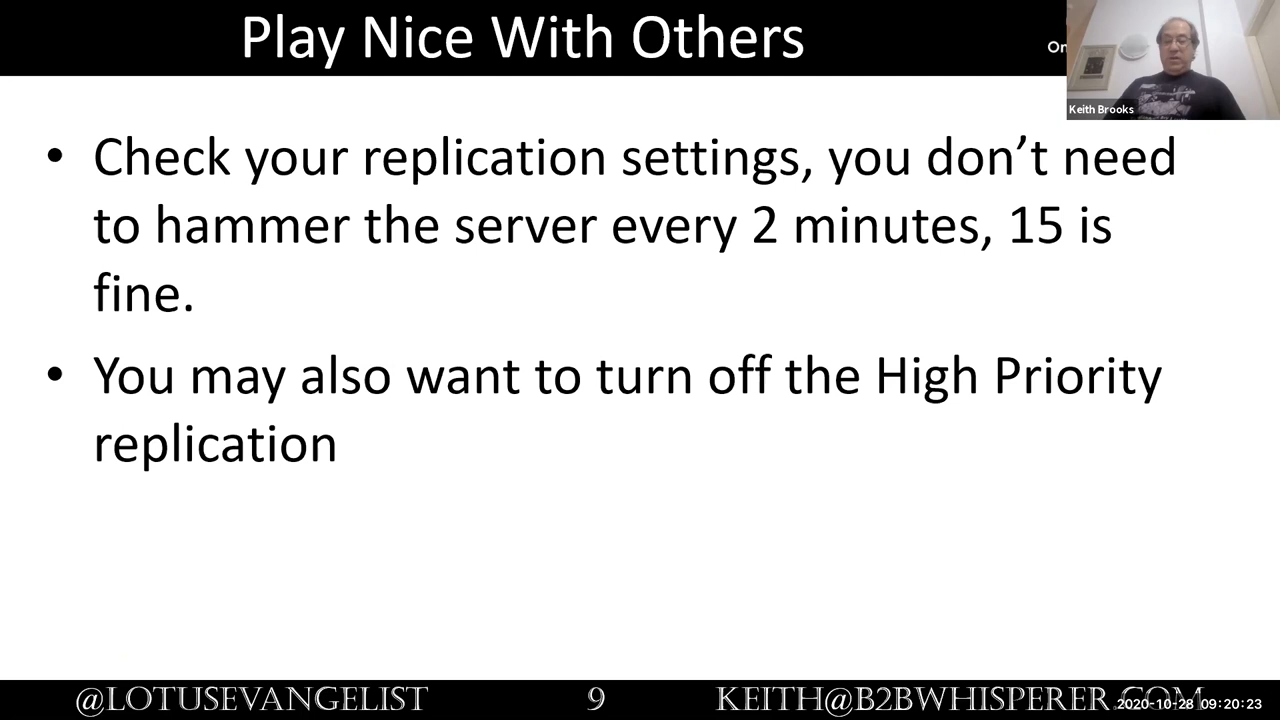 Play Nice With Others
On
Keith Brooks
• Check your replication settings, you don’t need
to hammer the server every 2 minutes, 15 is
fine.
• You may also want to turn off the High Priority
replication
@LOTUSEVANGELIST
9
KEITH@B2BWHISPERER.COM
2020-10-28 09:20:23